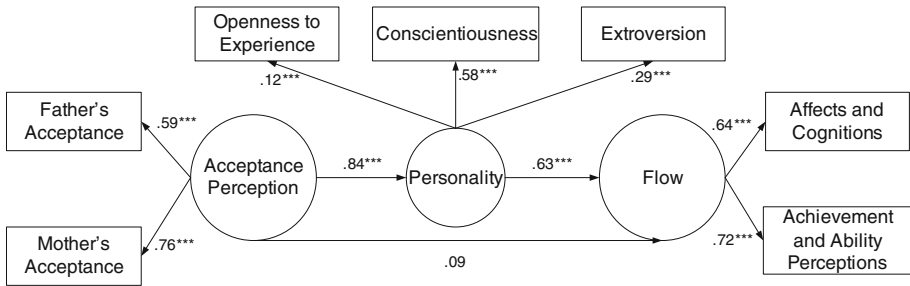 Openness to
Experience
Conscientiousness
Extroversion
.12***
.58***
.29***
Father's
Acceptance
.59***
Acceptance
Perception
.84***
Personality
.63***
Flow
.64***
Affects and
Cognitions
Mother's
Acceptance
.76***
.09
.72***
Achievement
and Ability
Perceptions